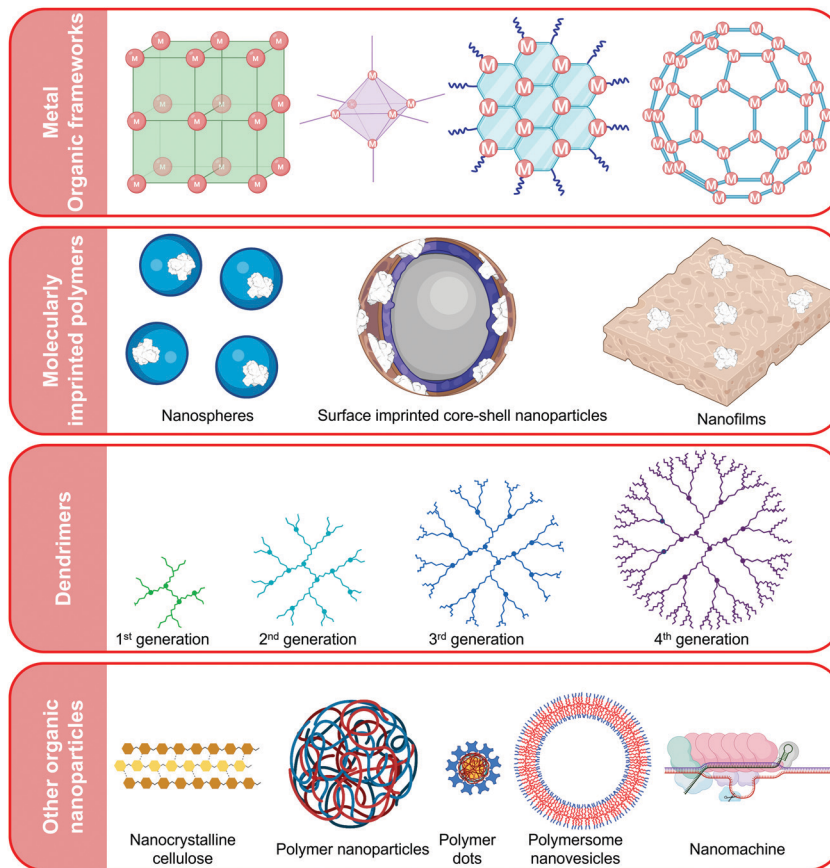 Metal
Organic frameworks
M M M
M M M
M M
M M M
M M
M M M
M
M M
M M
M
M
M M
M M M
M M
M M M
M M
M M
M M
M M M M
M M
M M
M M M M
M M
M M M M
M M
M M M M
M M
M M
M M
Molecularly
imprinted polymers
Nanospheres
Surface imprinted core-shell nanoparticles
Nanofilms
Dendrimers
1st generation
2nd generation
3rd generation
4th generation
Other organic
nanoparticles
Nanocrystalline
cellulose
Polymer nanoparticles
Polymer
dots
Polymersome
nanovesicles
Nanomachine